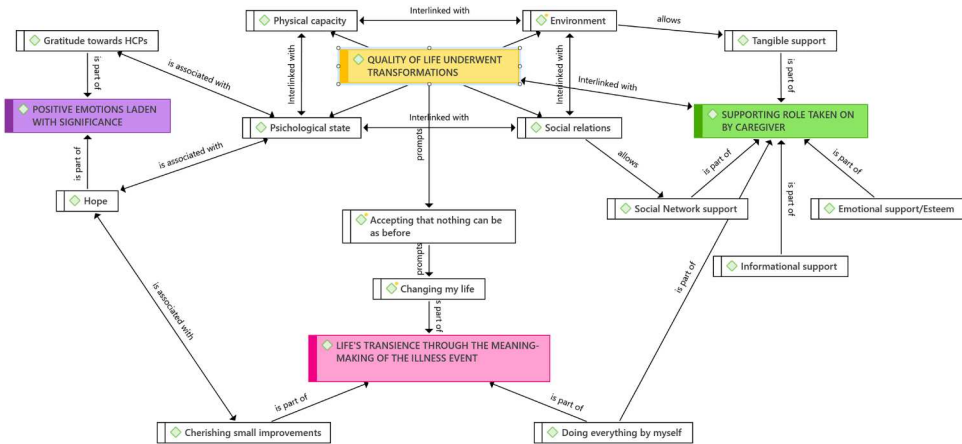 Interlinked with
Physical capacity
Environment
allows
Gratitude towards HCPs
Tangible support
is part of
is associated with
Interlinked with
QUALITY OF LIFE UNDERWENT
TRANSFORMATIONS
Interlinked with
Interlinked with
is part of
POSITIVE EMOTIONS LADEN
WITH SIGNIFICANCE
SUPPORTING ROLE TAKEN ON
BY CAREGIVER
Psichological state
Interlinked with
Social relations
prompts
is part of
is associated with
allows
is part of
is part of
is part of
Hope
Accepting that nothing can be
as before
Social Network support
Emotional support/Esteem
prompts
Informational support
is part of
Changing my life
is part of
is associated with
LIFE'S TRANSIENCE THROUGH THE MEANING-
MAKING OF THE ILLNESS EVENT
is part of
is part of
Cherishing small improvements
Doing everything by myself